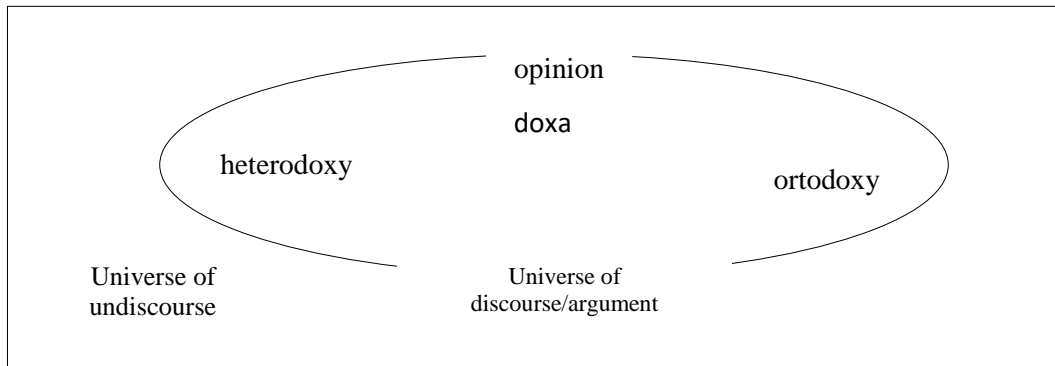 opinion
doxa
heterodoxy
ortodoxy
Universe of
undiscourse
Universe of
discourse/argument